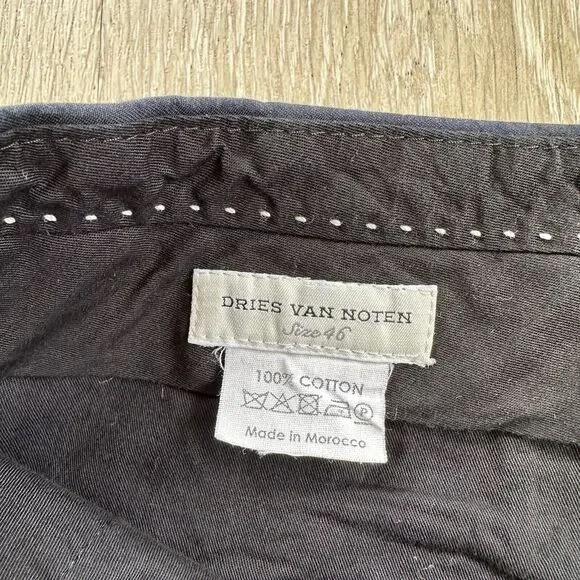 DRIES VAN NOTEN
Size 46
100% COTTON
P
Made in Morocco